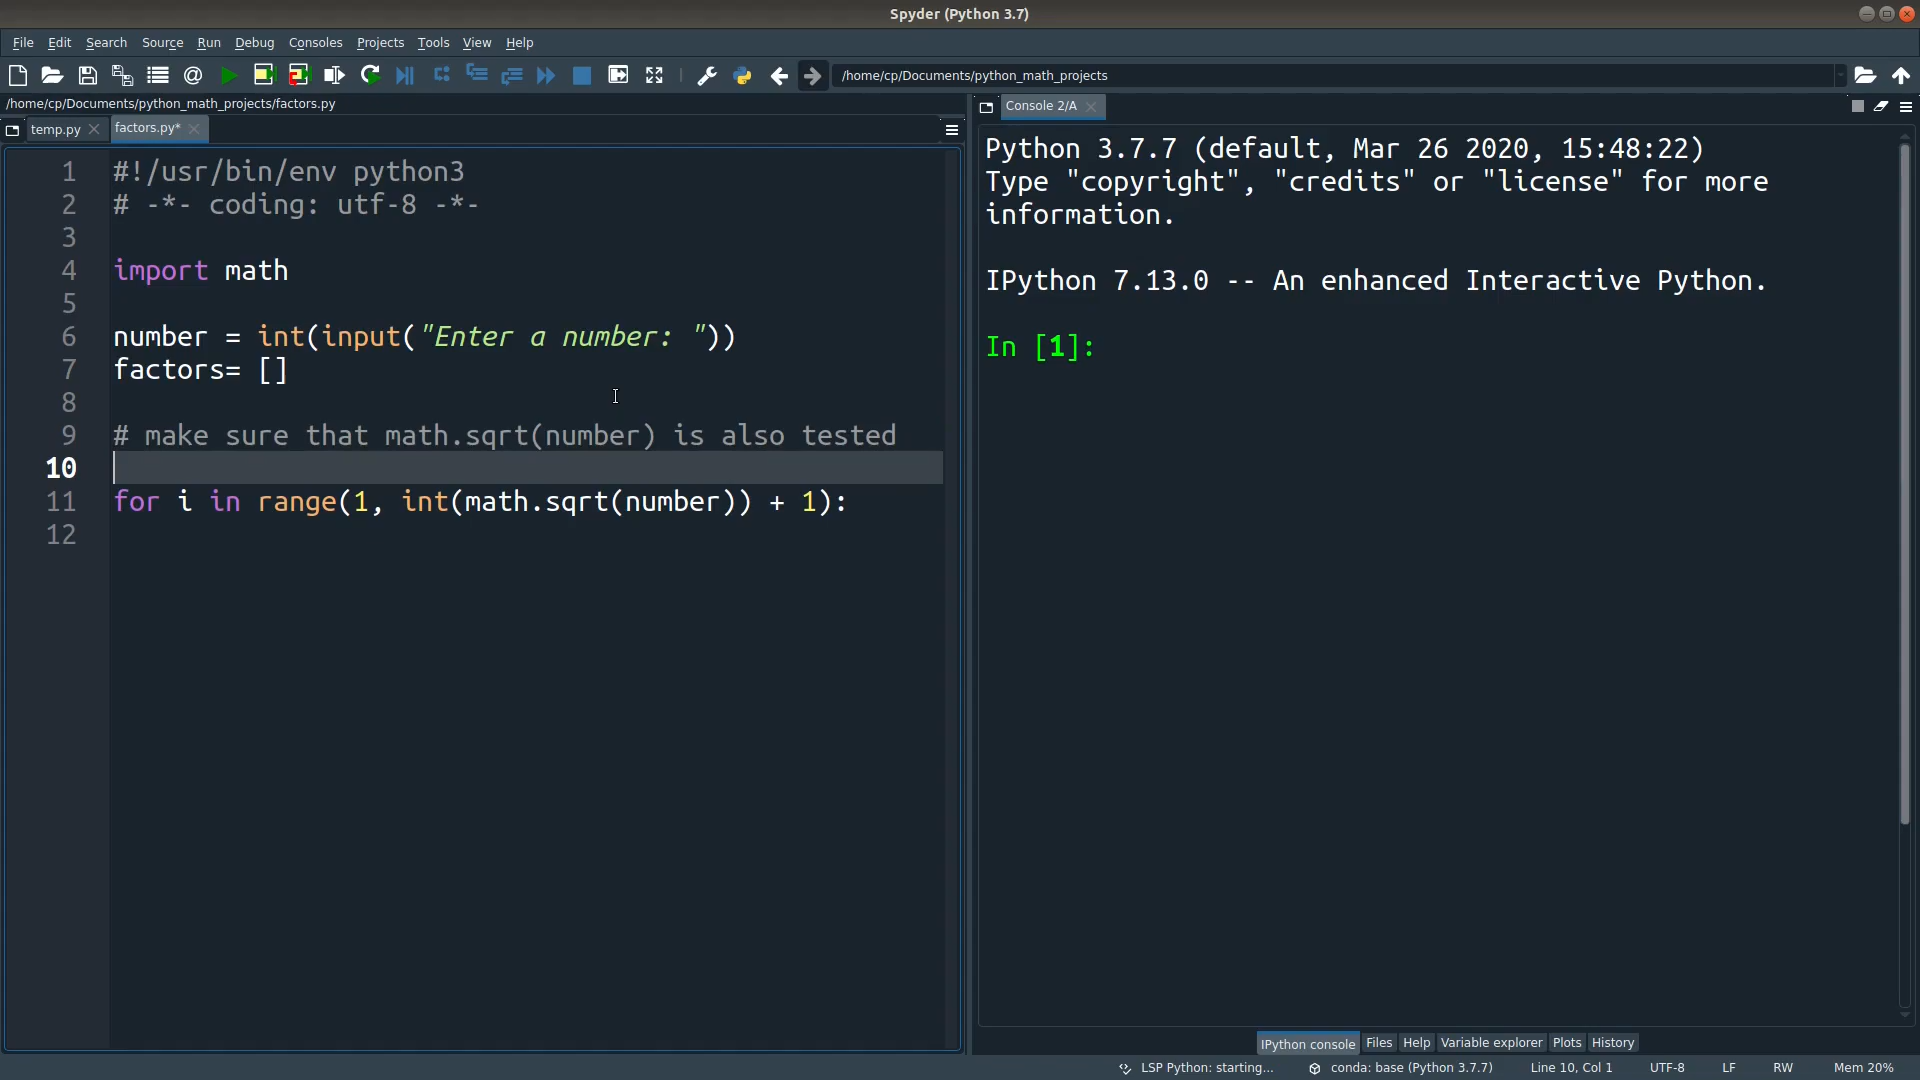 Spyder (Python 3.7)
File Edit Search Source Run Debug Consoles Projects Tools View Help
/home/cp/Documents/python_math_projects
/home/cp/Documents/python_math_projects/factors.py
temp.py factors.py*
1 #!/usr/bin/env python3
2 # -*- coding: utf-8 -*-
3
4 import math
5
6 number = int(input("Enter a number: "))
7 factors= []
8
9 # make sure that math.sqrt(number) is also tested
10
11 for i in range(1, int(math.sqrt(number)) + 1):
12
Console 2/A
Python 3.7.7 (default, Mar 26 2020, 15:48:22)
Type "copyright", "credits" or "license" for more
information.
IPython 7.13.0 -- An enhanced Interactive Python.
In [1]:
IPython console Files Help Variable explorer Plots History
LSP Python: starting... conda: base (Python 3.7.7) Line 10, Col 1 UTF-8 LF RW Mem 20%